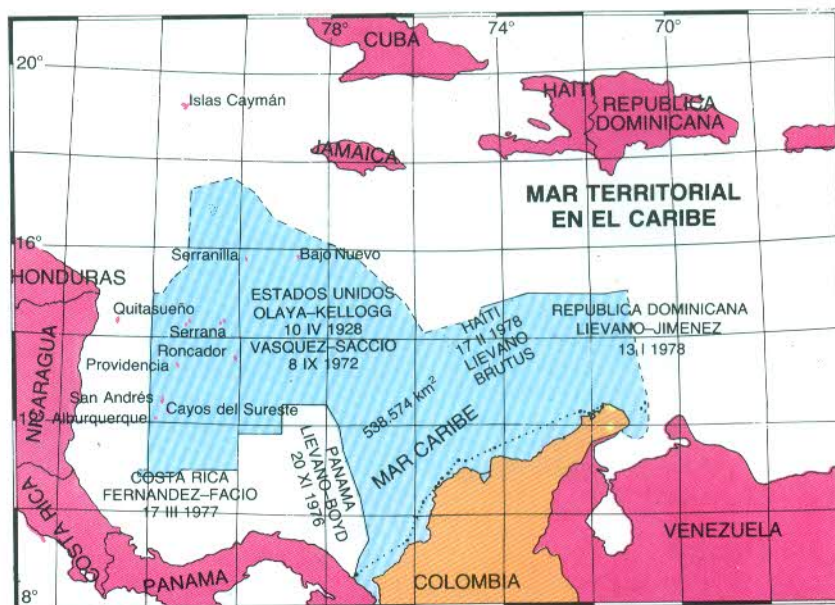 78°
74°
70°
CUBA
20°
HAITI
Islas Caymán
REPUBLICA
DOMINICANA
JAMAICA
MAR TERRITORIAL
EN EL CARIBE
16°
Serranilla
Bajo Nuevo
HONDURAS
ESTADOS UNIDOS
OLAYA–KELLOGG
10 IV 1928
VASQUEZ–SACCIO
8 IX 1972
Quitasueño
Serrana
Roncador
Providencia
HAITI
17 II 1978
LIEVANO
BRUTUS
REPUBLICA DOMINICANA
LIEVANO–JIMENEZ
13 I 1978
NICARAGUA
San Andrés
Alburquerque
Cayos del Sureste
538.574 km²
MAR CARIBE
COSTA RICA
FERNANDEZ–FACIO
17 III 1977
PANAMA
LIEVANO–BOYD
20 XI 1976
COSTA RICA
VENEZUELA
PANAMA
COLOMBIA
8°